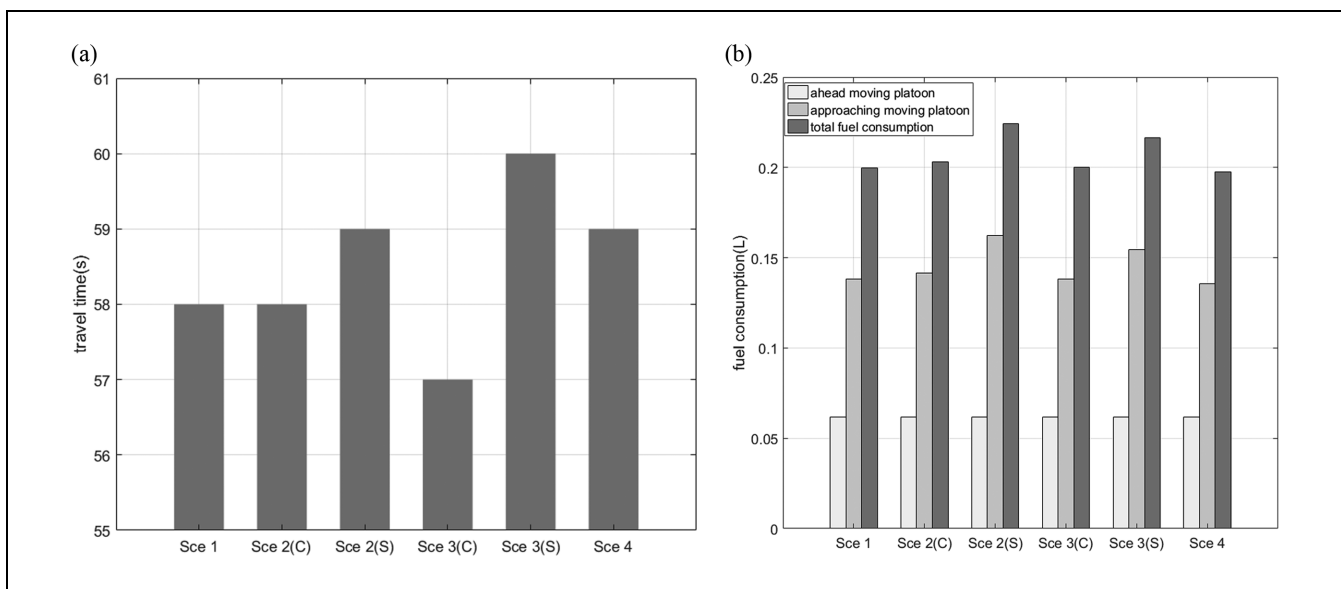 (a)
61
60
59
58
57
56
55
travel time(s)
Sce 1 Sce 2(C) Sce 2(S) Sce 3(C) Sce 3(S) Sce 4
(b)
0.25
0.2
0.15
0.1
0.05
0
fuel consumption(L)
ahead moving platoon
approaching moving platoon
total fuel consumption
Sce 1 Sce 2(C) Sce 2(S) Sce 3(C) Sce 3(S) Sce 4